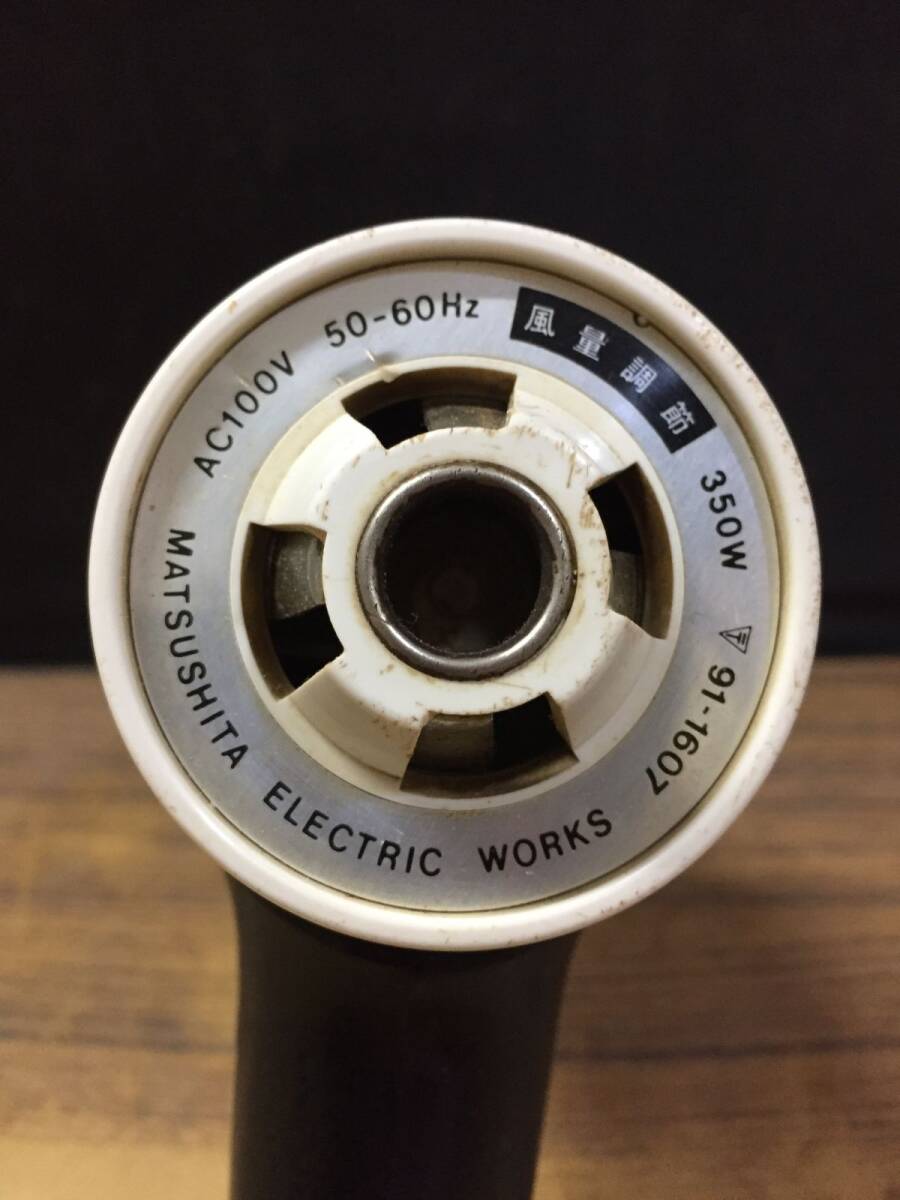 AC100V 50-60Hz
風量調節
350W
91-1607
MATSUSHITA ELECTRIC WORKS